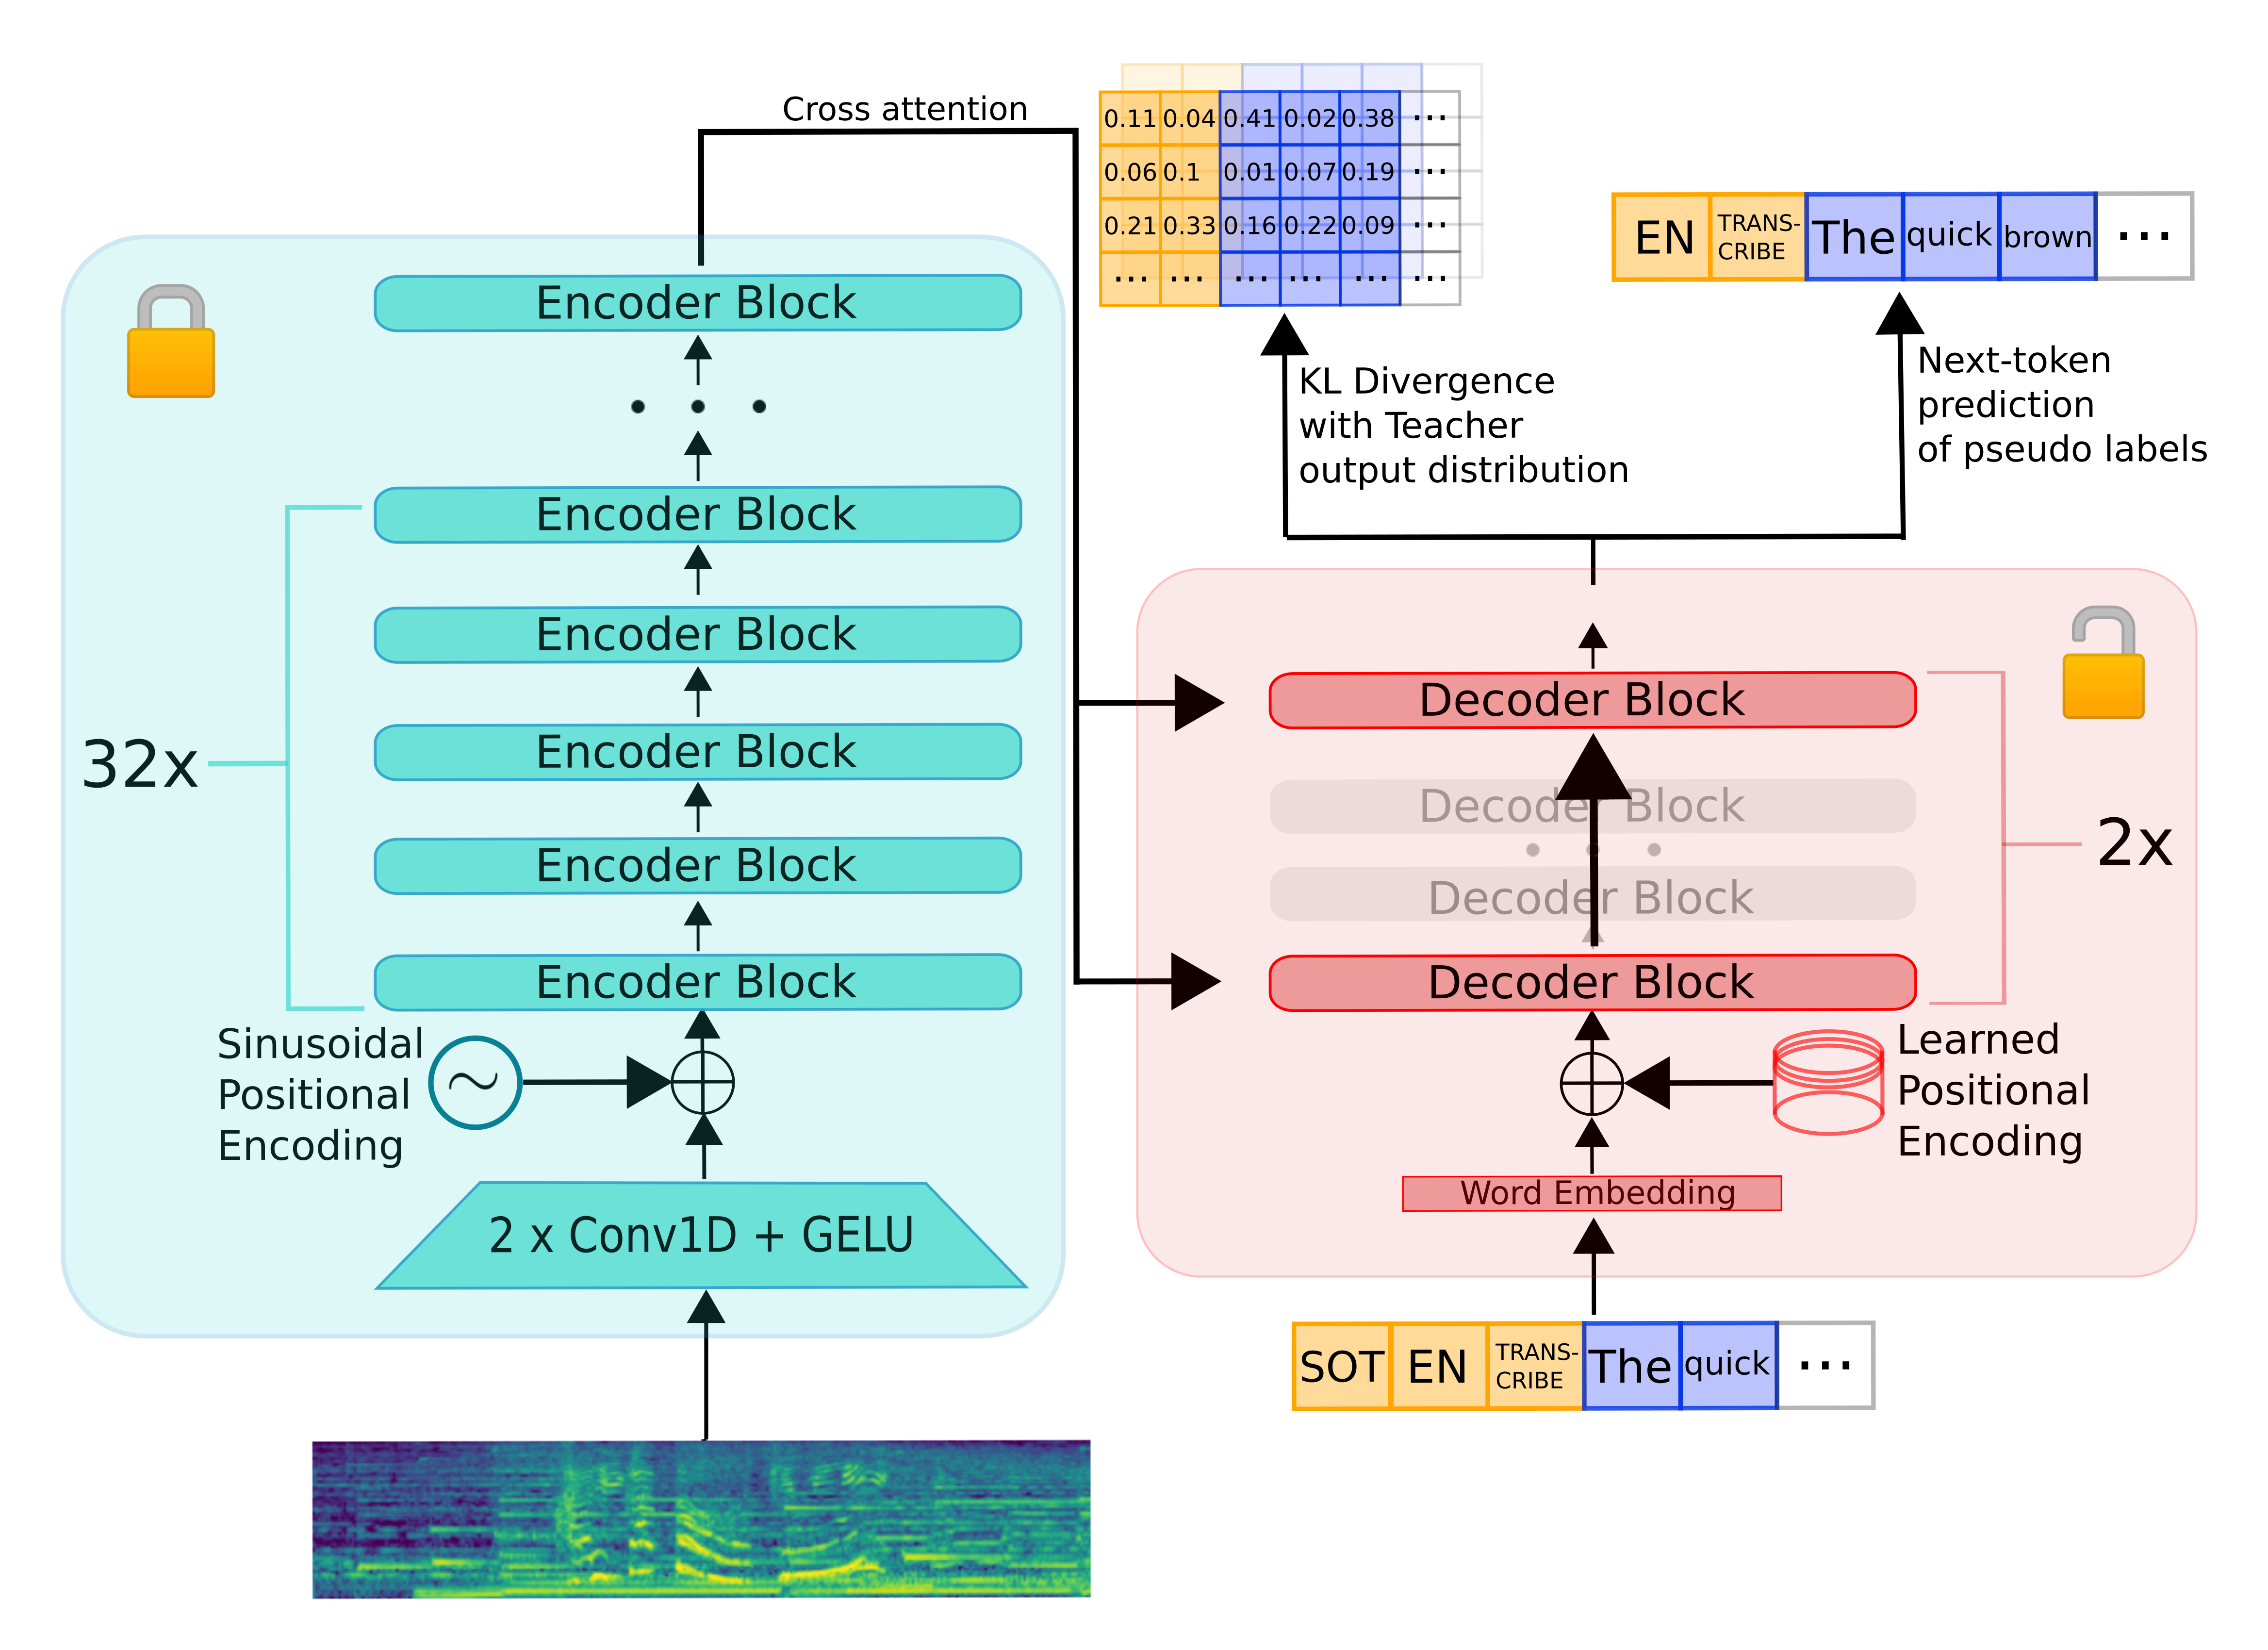 Cross attention
0.11 0.04 0.41 0.02 0.38 ...
0.06 0.1 0.01 0.07 0.19 ...
0.21 0.33 0.16 0.22 0.09 ...
... ... ... ... ... ...
EN TRANS-
CRIBE The quick brown ...
KL Divergence
with Teacher
output distribution
Next-token
prediction
of pseudo labels
Encoder Block
. . .
Encoder Block
Encoder Block
Encoder Block
Encoder Block
Encoder Block
32x
Sinusoidal
Positional
Encoding
~
2 x Conv1D + GELU
Decoder Block
Decoder Block
. . .
Decoder Block
Decoder Block
2x
Learned
Positional
Encoding
Word Embedding
SOT EN TRANS-
CRIBE The quick ...